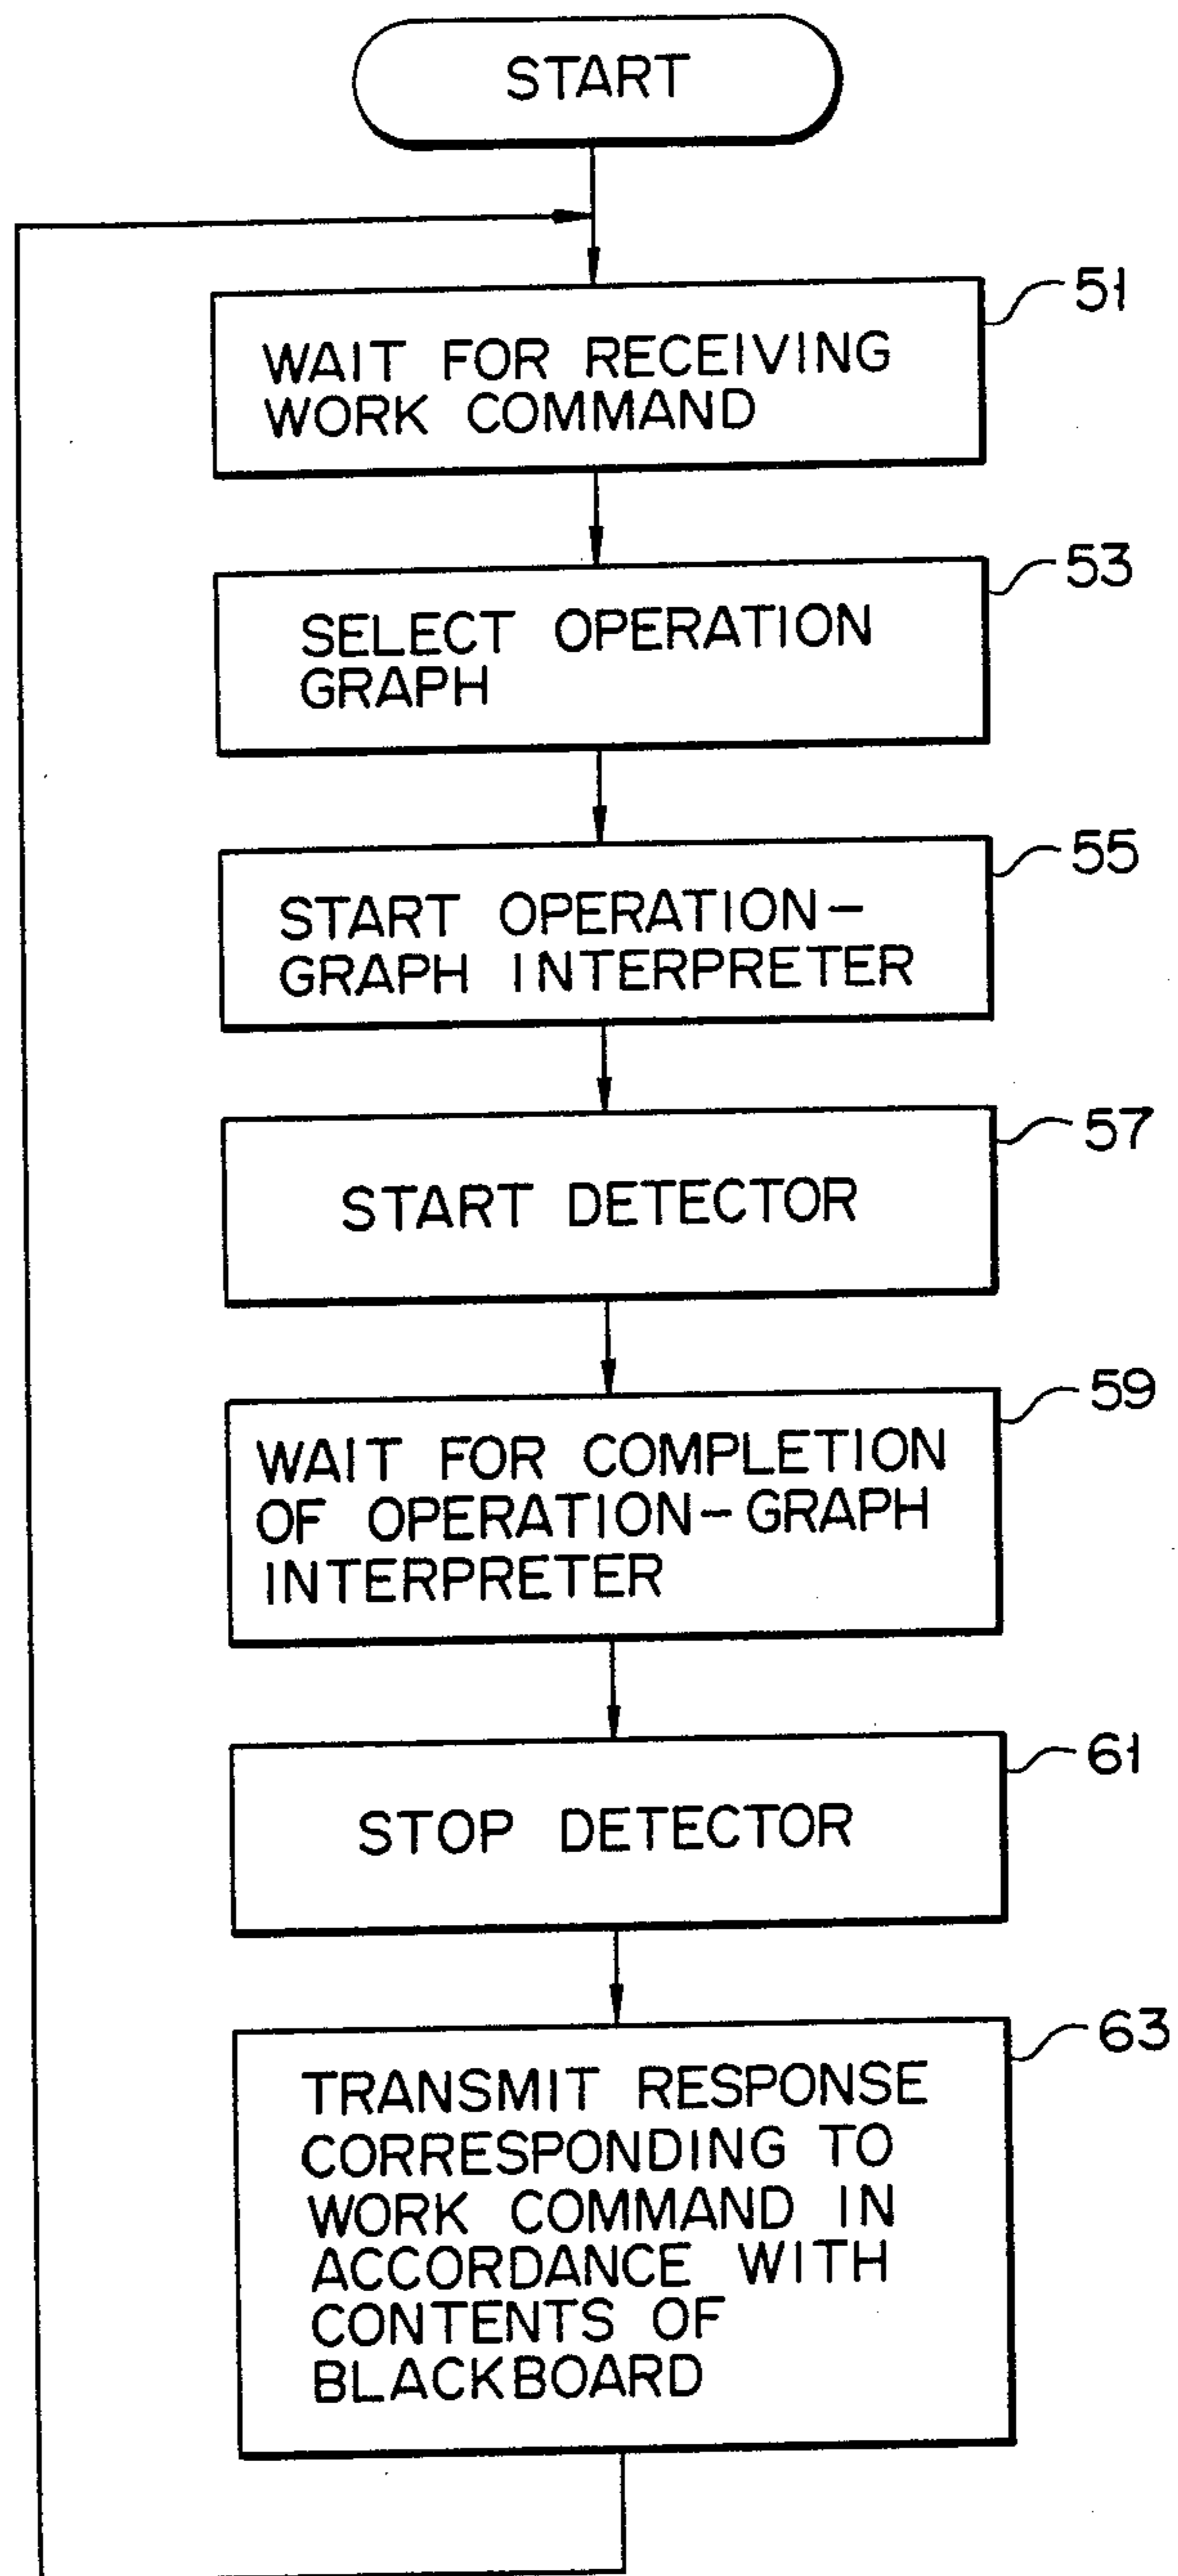 START
51
WAIT FOR RECEIVING
WORK COMMAND
53
SELECT OPERATION
GRAPH
55
START OPERATION-
GRAPH INTERPRETER
57
START DETECTOR
59
WAIT FOR COMPLETION
OF OPERATION-GRAPH
INTERPRETER
61
STOP DETECTOR
63
TRANSMIT RESPONSE
CORRESPONDING TO
WORK COMMAND IN
ACCORDANCE WITH
CONTENTS OF
BLACKBOARD